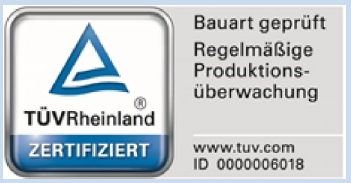 TÜVRheinland®
ZERTIFIZIERT
Bauart geprüft
Regelmäßige
Produktions-
überwachung
www.tuv.com
ID 0000006018